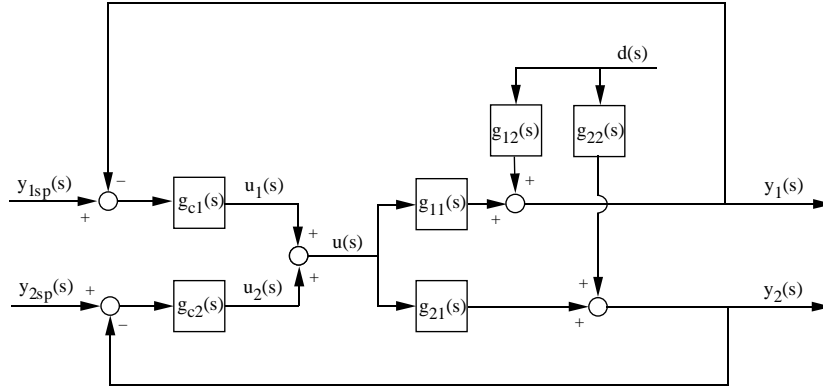 d(s)
g12(s)
g22(s)
y1sp(s)
−
+
gc1(s)
u1(s)
+
g11(s)
+
+
y1(s)
u(s)
y2sp(s)
+
−
gc2(s)
u2(s)
+
g21(s)
+
+
y2(s)